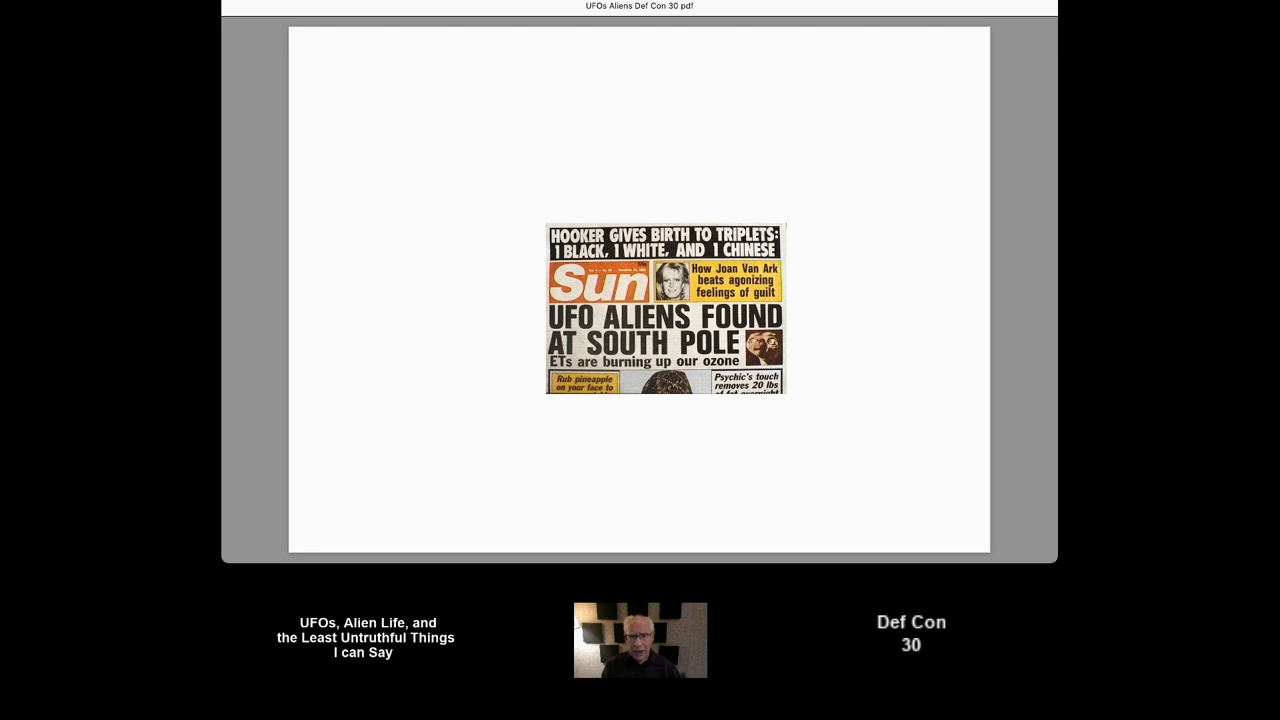 UFOs Aliens Def Con 30 pdf
HOOKER GIVES BIRTH TO TRIPLETS:
1 BLACK, 1 WHITE, AND 1 CHINESE
Sun
How Joan Van Ark
beats agonizing
feelings of guilt
UFO ALIENS FOUND
AT SOUTH POLE
ETs are burning up our ozone
Rub pineapple
on your face to
Psychic's touch
removes 20 lbs
of fat overnight
UFOs, Alien Life, and
the Least Untruthful Things
I can Say
Def Con
30